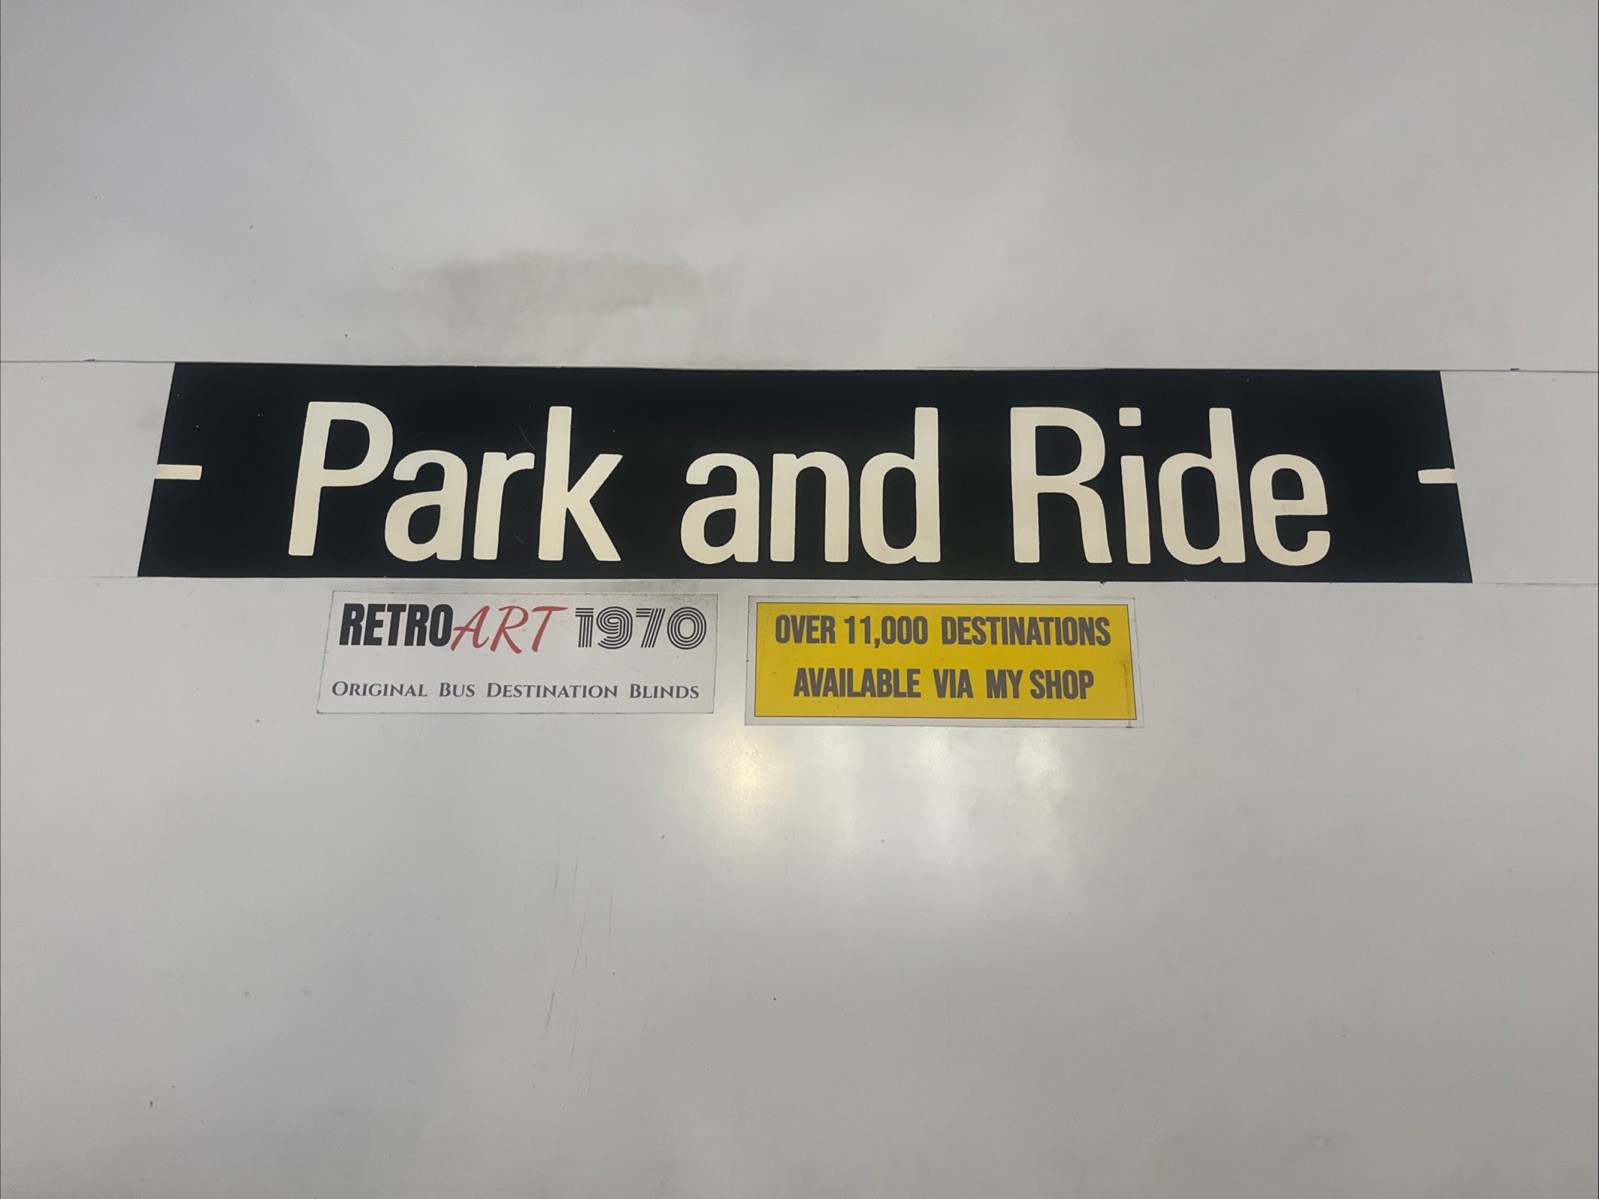 Park and Ride
RETROART 1970
ORIGINAL BUS DESTINATION BLINDS
OVER 11,000 DESTINATIONS
AVAILABLE VIA MY SHOP